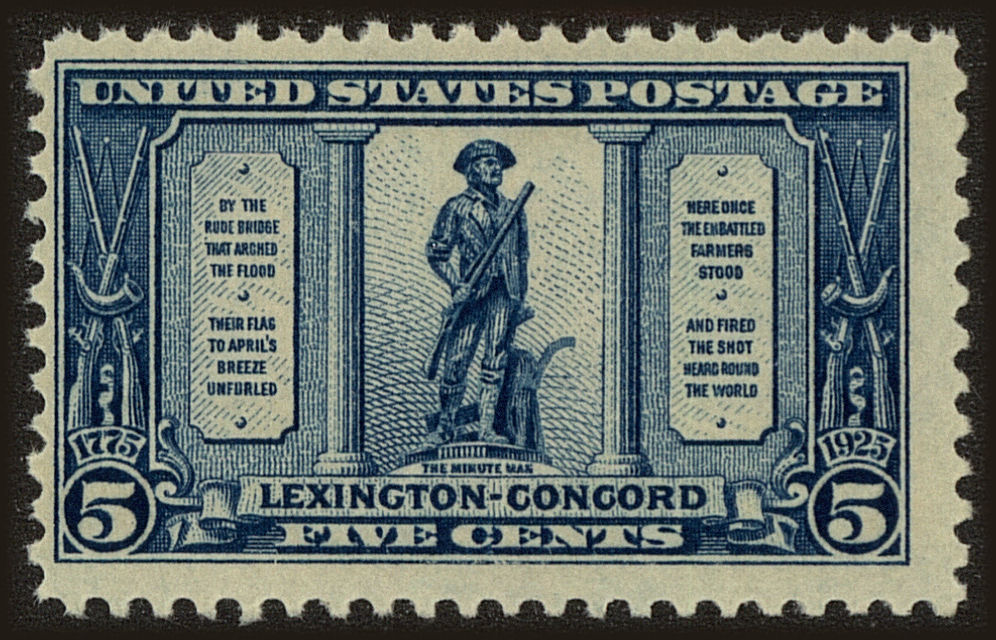 UNITED STATES POSTAGE
BY THE
RUDE BRIDGE
THAT ARCHED
THE FLOOD
THEIR FLAG
TO APRIL'S
BREEZE
UNFURLED
HERE ONCE
THE EMBATTLED
FARMERS
STOOD
AND FIRED
THE SHOT
HEARD ROUND
THE WORLD
1775
1925
THE MINUTE MAN
5
LEXINGTON-CONCORD
5
FIVE CENTS